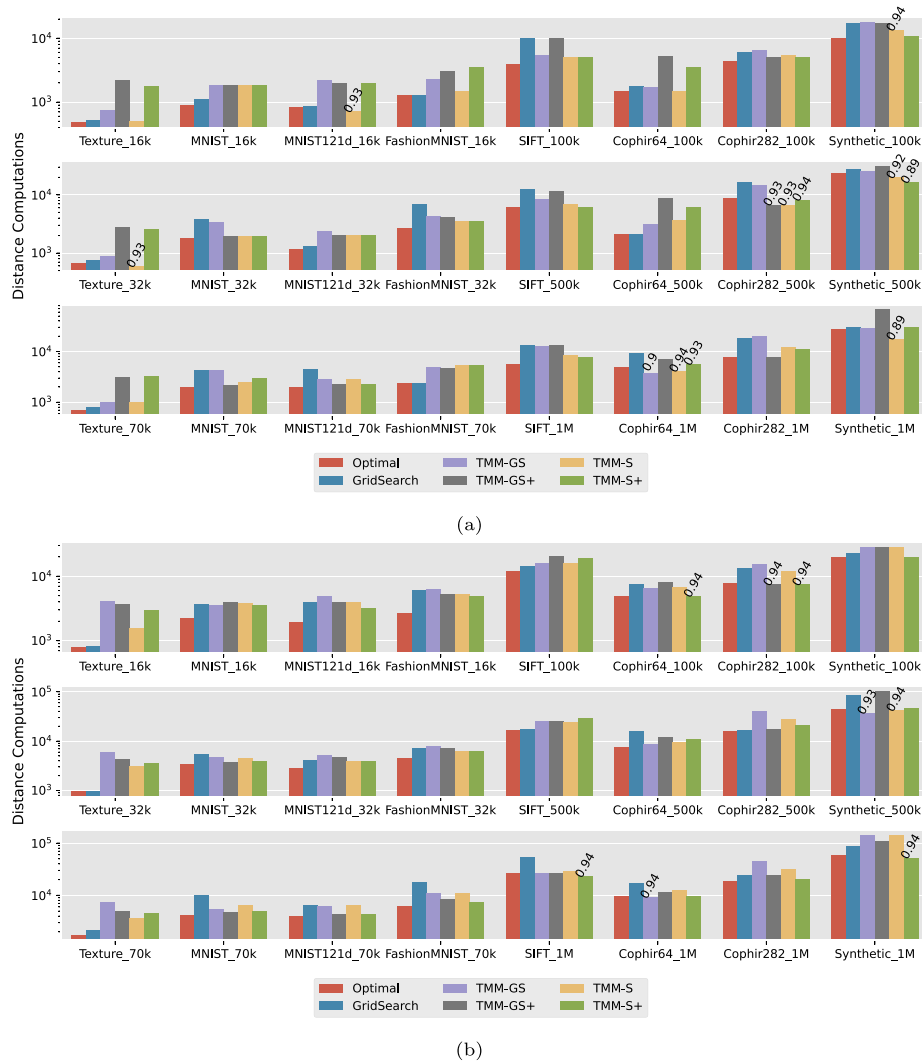 0.94
10^4
0.93
10^3
Texture_16k MNIST_16k MNIST121d_16k FashionMNIST_16k SIFT_100k Cophir64_100k Cophir282_100k Synthetic_100k
Distance Computations
0.93 0.93 0.93 0.94 0.92 0.89
10^4
10^3
Texture_32k MNIST_32k MNIST121d_32k FashionMNIST_32k SIFT_500k Cophir64_500k Cophir282_500k Synthetic_500k
0.9 0.94 0.93 0.89
10^4
10^3
Texture_70k MNIST_70k MNIST121d_70k FashionMNIST_70k SIFT_1M Cophir64_1M Cophir282_1M Synthetic_1M
Optimal TMM-GS TMM-S
GridSearch TMM-GS+ TMM-S+
(a)
10^4
0.94 0.94 0.94
10^3
Texture_16k MNIST_16k MNIST121d_16k FashionMNIST_16k SIFT_100k Cophir64_100k Cophir282_100k Synthetic_100k
Distance Computations
10^5
0.93 0.94
10^4
10^3
Texture_32k MNIST_32k MNIST121d_32k FashionMNIST_32k SIFT_500k Cophir64_500k Cophir282_500k Synthetic_500k
10^5
0.94 0.94 0.94
10^4
Texture_70k MNIST_70k MNIST121d_70k FashionMNIST_70k SIFT_1M Cophir64_1M Cophir282_1M Synthetic_1M
Optimal TMM-GS TMM-S
GridSearch TMM-GS+ TMM-S+
(b)